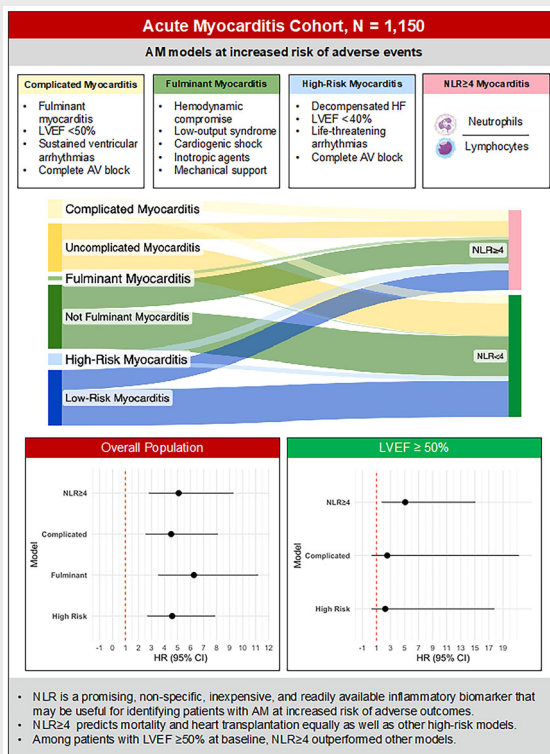 Acute Myocarditis Cohort, N = 1,150
AM models at increased risk of adverse events
Complicated Myocarditis
• Fulminant
myocarditis
• LVEF <50%
• Sustained ventricular
arrhythmias
• Complete AV block
Fulminant Myocarditis
• Hemodynamic
compromise
• Low-output syndrome
• Cardiogenic shock
• Inotropic agents
• Mechanical support
High-Risk Myocarditis
• Decompensated HF
• LVEF <40%
• Life-threatening
arrhythmias
• Complete AV block
NLR≥4 Myocarditis
Neutrophils
Lymphocytes
Complicated Myocarditis
Uncomplicated Myocarditis
Fulminant Myocarditis
Not Fulminant Myocarditis
High-Risk Myocarditis
Low-Risk Myocarditis
NLR≥4
NLR<4
Overall Population
Model
NLR≥4
Complicated
Fulminant
High Risk
-1 0 1 2 3 4 5 6 7 8 9 10 11 12
HR (95% CI)
LVEF ≥ 50%
Model
NLR≥4
Complicated
High Risk
-1 1 3 5 7 9 11 13 15 17 19
HR (95% CI)
• NLR is a promising, non-specific, inexpensive, and readily available inflammatory biomarker that
may be useful for identifying patients with AM at increased risk of adverse outcomes.
• NLR≥4 predicts mortality and heart transplantation equally as well as other high-risk models.
• Among patients with LVEF ≥50% at baseline, NLR≥4 outperformed other models.